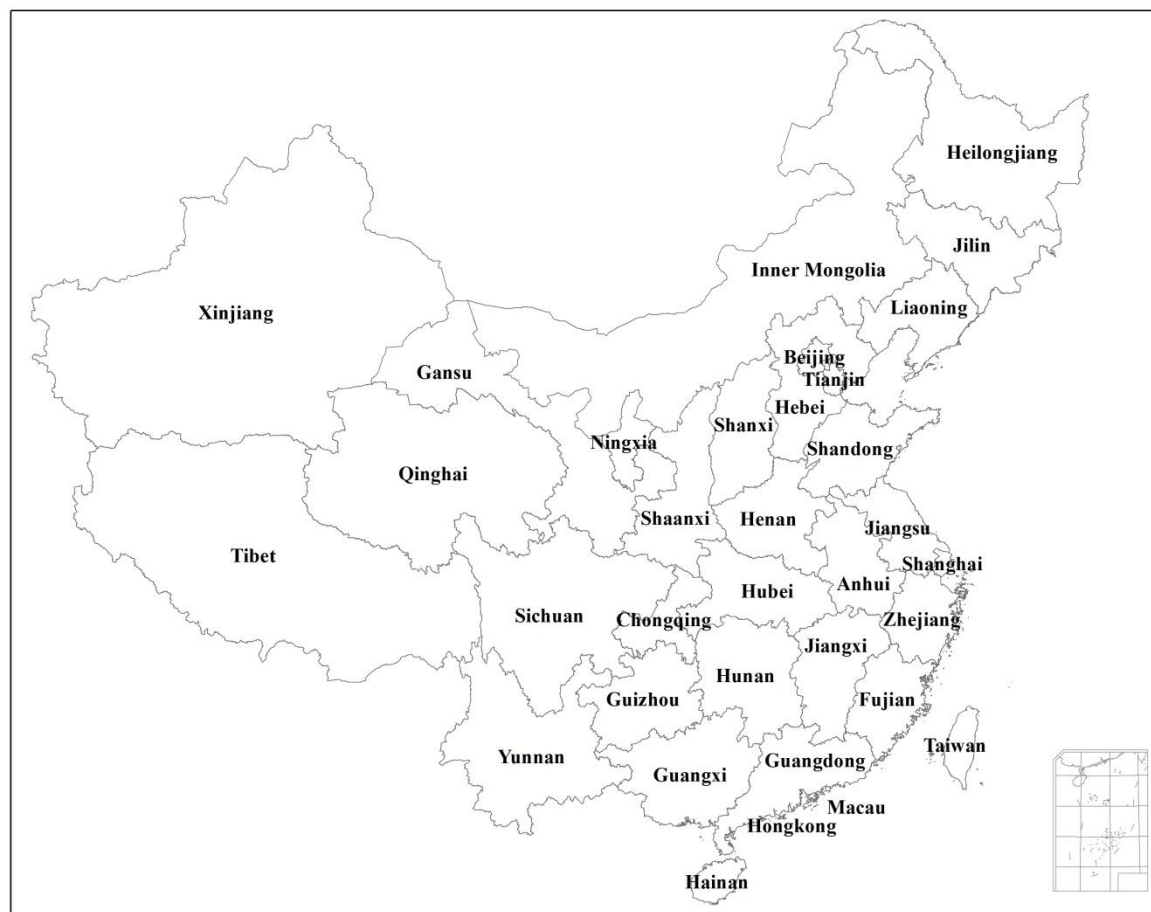 Heilongjiang
Jilin
Inner Mongolia
Liaoning
Xinjiang
Beijing
Gansu
Tianjin
Hebei
Shanxi
Ningxia
Shandong
Qinghai
Shaanxi
Henan
Jiangsu
Tibet
Shanghai
Anhui
Hubei
Sichuan
Chongqing
Zhejiang
Jiangxi
Hunan
Guizhou
Fujian
Taiwan
Yunnan
Guangdong
Guangxi
Macau
Hongkong
Hainan